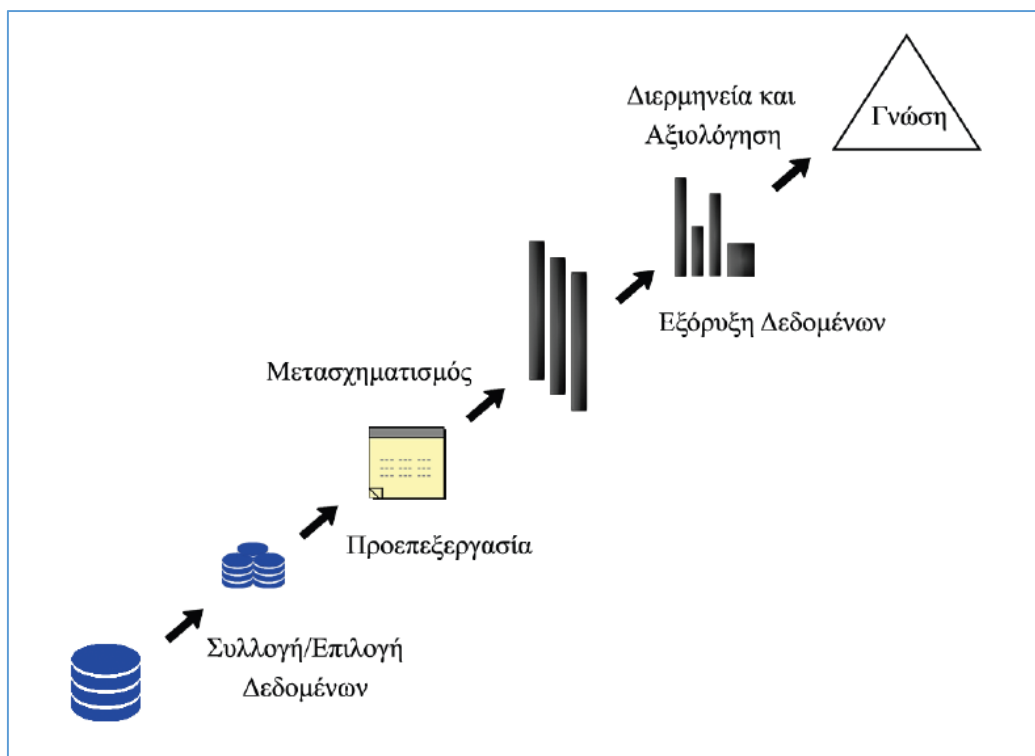 Διερμηνεία και
Αξιολόγηση
Γνώση
Εξόρυξη Δεδομένων
Μετασχηματισμός
Προεπεξεργασία
Συλλογή/Επιλογή
Δεδομένων